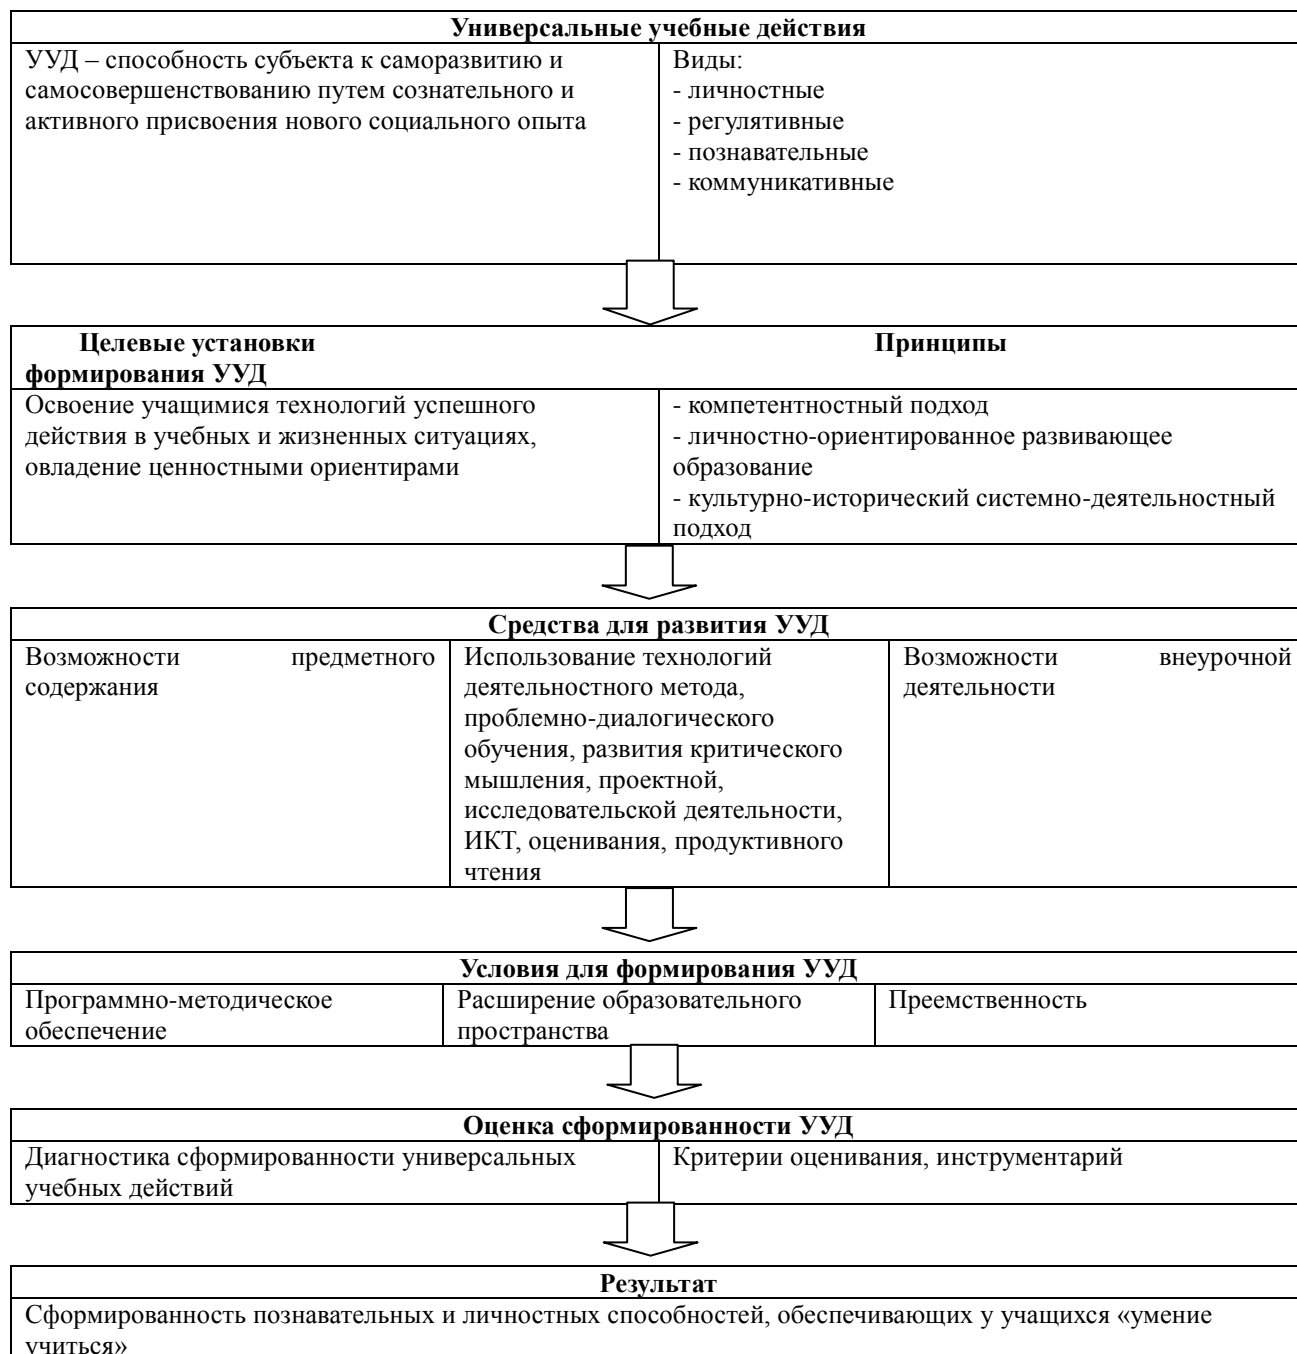 Универсальные учебные действия
УУД – способность субъекта к саморазвитию и
самосовершенствованию путем сознательного и
активного присвоения нового социального опыта
Виды:
- личностные
- регулятивные
- познавательные
- коммуникативные
Целевые установки
формирования УУД
Принципы
Освоение учащимися технологий успешного
действия в учебных и жизненных ситуациях,
овладение ценностными ориентирами
- компетентностный подход
- личностно-ориентированное развивающее
образование
- культурно-исторический системно-деятельностный
подход
Средства для развития УУД
Возможности предметного
содержания
Использование технологий
деятельностного метода,
проблемно-диалогического
обучения, развития критического
мышления, проектной,
исследовательской деятельности,
ИКТ, оценивания, продуктивного
чтения
Возможности внеурочной
деятельности
Условия для формирования УУД
Программно-методическое
обеспечение
Расширение образовательного
пространства
Преемственность
Оценка сформированности УУД
Диагностика сформированности универсальных
учебных действий
Критерии оценивания, инструментарий
Результат
Сформированность познавательных и личностных способностей, обеспечивающих у учащихся «умение
учиться»